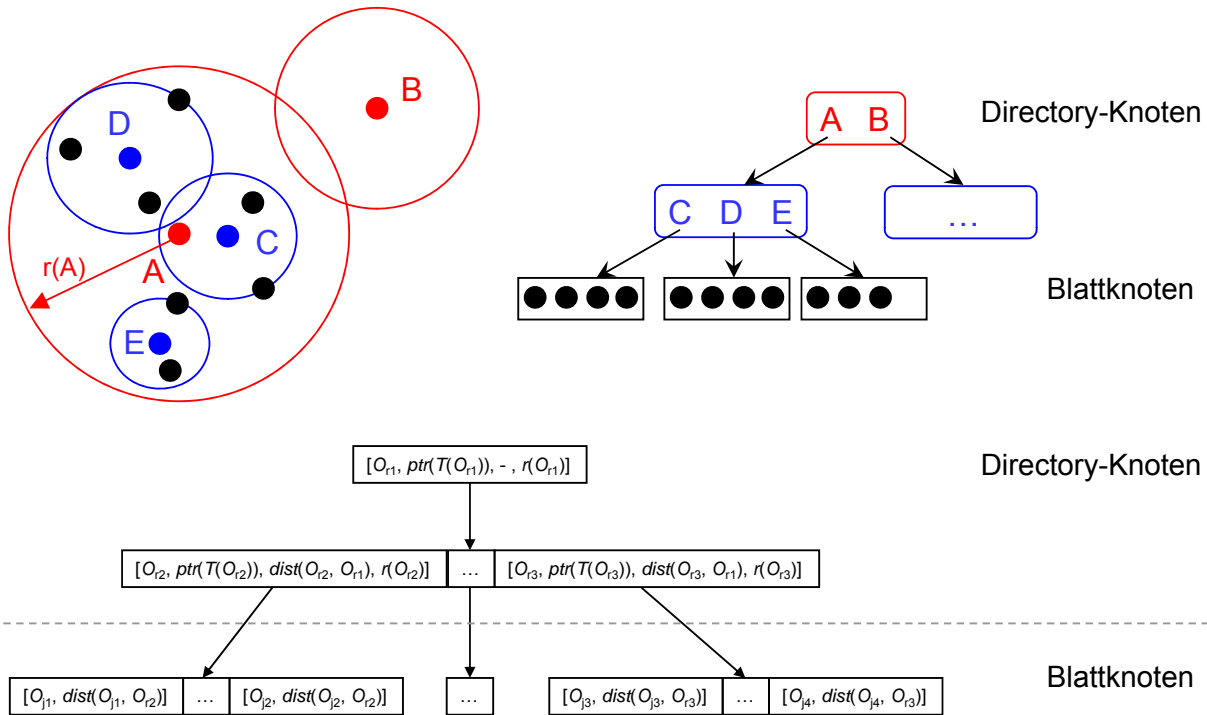 B
D
C
r(A)
A
E
A B
Directory-Knoten
C D E
…
Blattknoten
[O_r1, ptr(T(O_r1)), - , r(O_r1)]
Directory-Knoten
[O_r2, ptr(T(O_r2)), dist(O_r2, O_r1), r(O_r2)] … [O_r3, ptr(T(O_r3)), dist(O_r3, O_r1), r(O_r3)]
[O_j1, dist(O_j1, O_r2)] … [O_j2, dist(O_j2, O_r2)] … [O_j3, dist(O_j3, O_r3)] … [O_j4, dist(O_j4, O_r3)]
Blattknoten